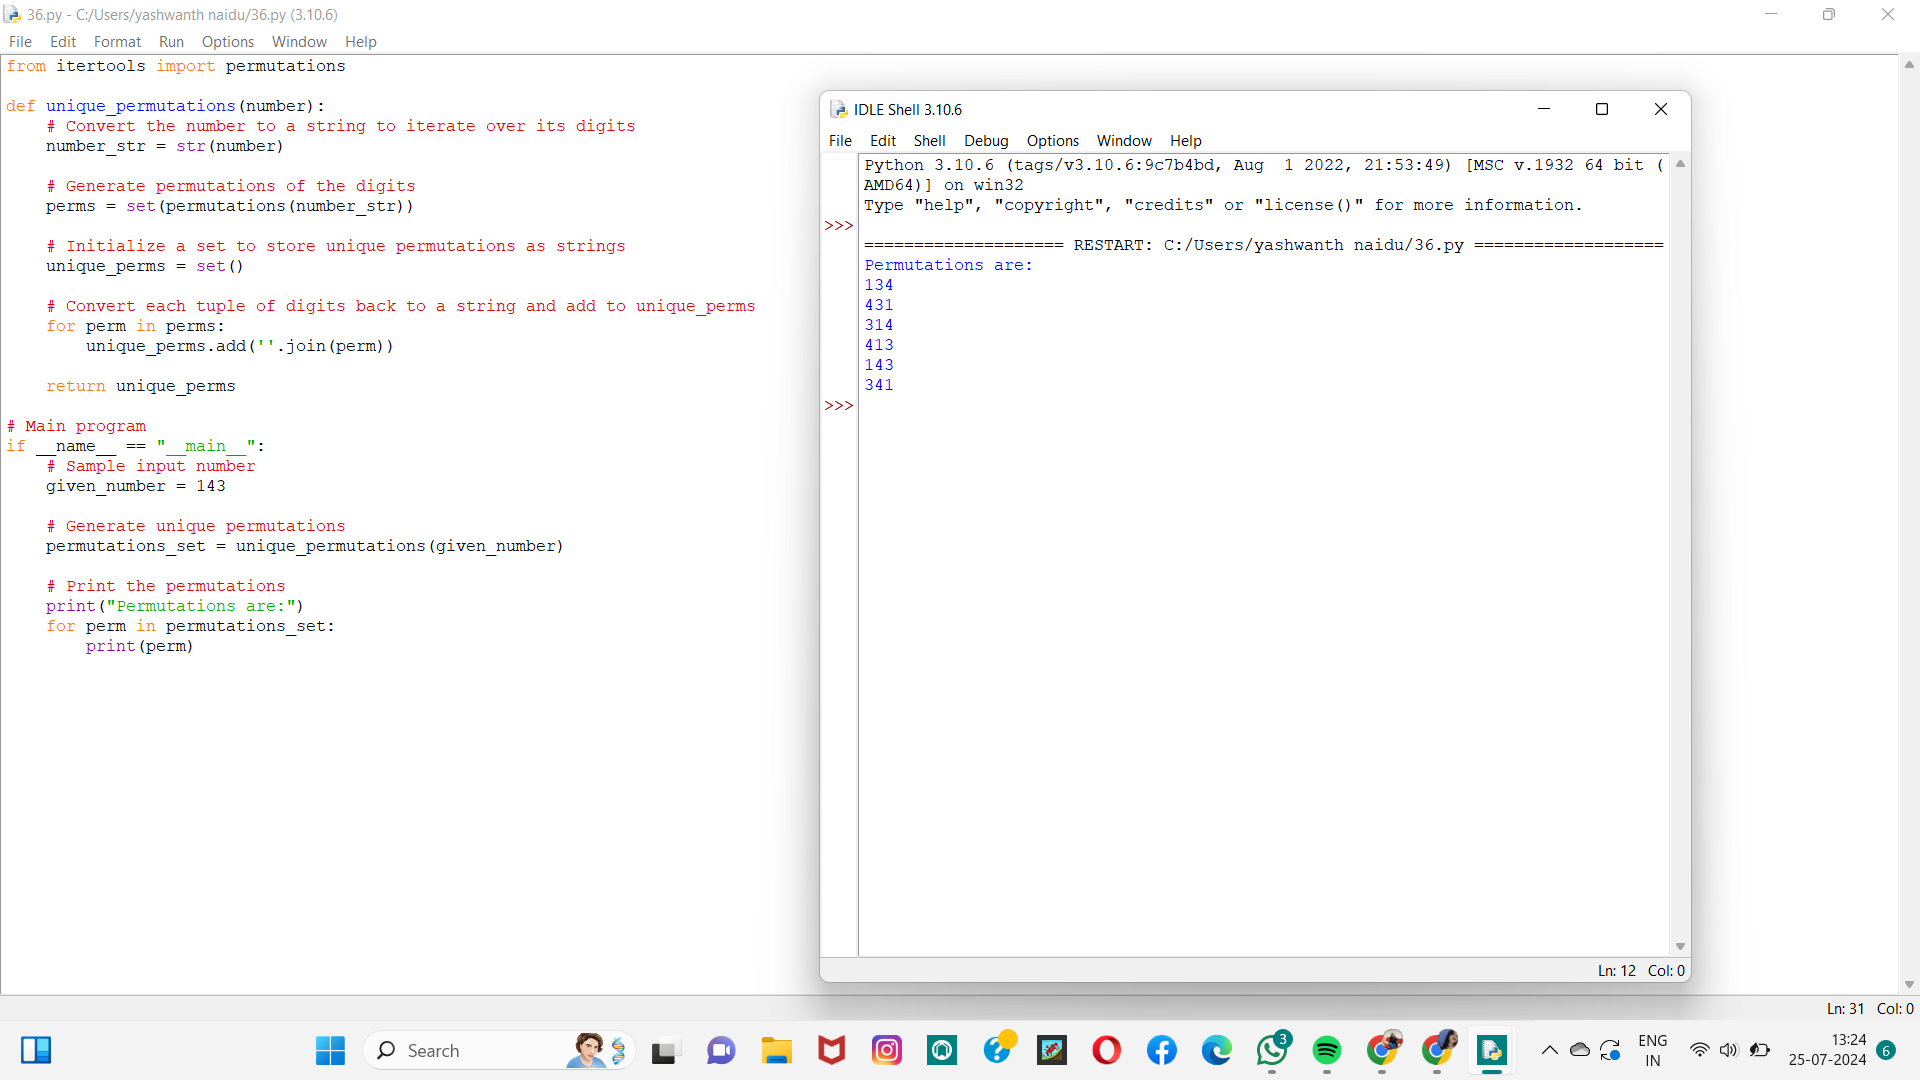 36.py - C:/Users/yashwanth naidu/36.py (3.10.6)
File Edit Format Run Options Window Help
from itertools import permutations
def unique_permutations(number):
# Convert the number to a string to iterate over its digits
number_str = str(number)
# Generate permutations of the digits
perms = set(permutations(number_str))
# Initialize a set to store unique permutations as strings
unique_perms = set()
# Convert each tuple of digits back to a string and add to unique_perms
for perm in perms:
unique_perms.add(''.join(perm))
return unique_perms
# Main program
if __name__ == "__main__":
# Sample input number
given_number = 143
# Generate unique permutations
permutations_set = unique_permutations(given_number)
# Print the permutations
print("Permutations are:")
for perm in permutations_set:
print(perm)
IDLE Shell 3.10.6
File Edit Shell Debug Options Window Help
Python 3.10.6 (tags/v3.10.6:9c7b4bd, Aug  1 2022, 21:53:49) [MSC v.1932 64 bit (
AMD64)] on win32
Type "help", "copyright", "credits" or "license()" for more information.
>>>
==================== RESTART: C:/Users/yashwanth naidu/36.py ===================
Permutations are:
134
431
314
413
143
341
>>>
Ln: 12 Col: 0
Ln: 31 Col: 0
Search
3
ENG
IN
13:24
25-07-2024
6